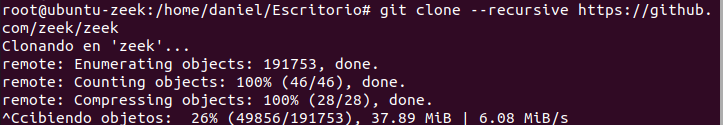 root@ubuntu-zeek:/home/daniel/Escritorio# git clone --recursive https://github.
com/zeek/zeek
Clonando en 'zeek'...
remote: Enumerating objects: 191753, done.
remote: Counting objects: 100% (46/46), done.
remote: Compressing objects: 100% (28/28), done.
^Ccibiendo objetos:  26% (49856/191753), 37.89 MiB | 6.08 MiB/s